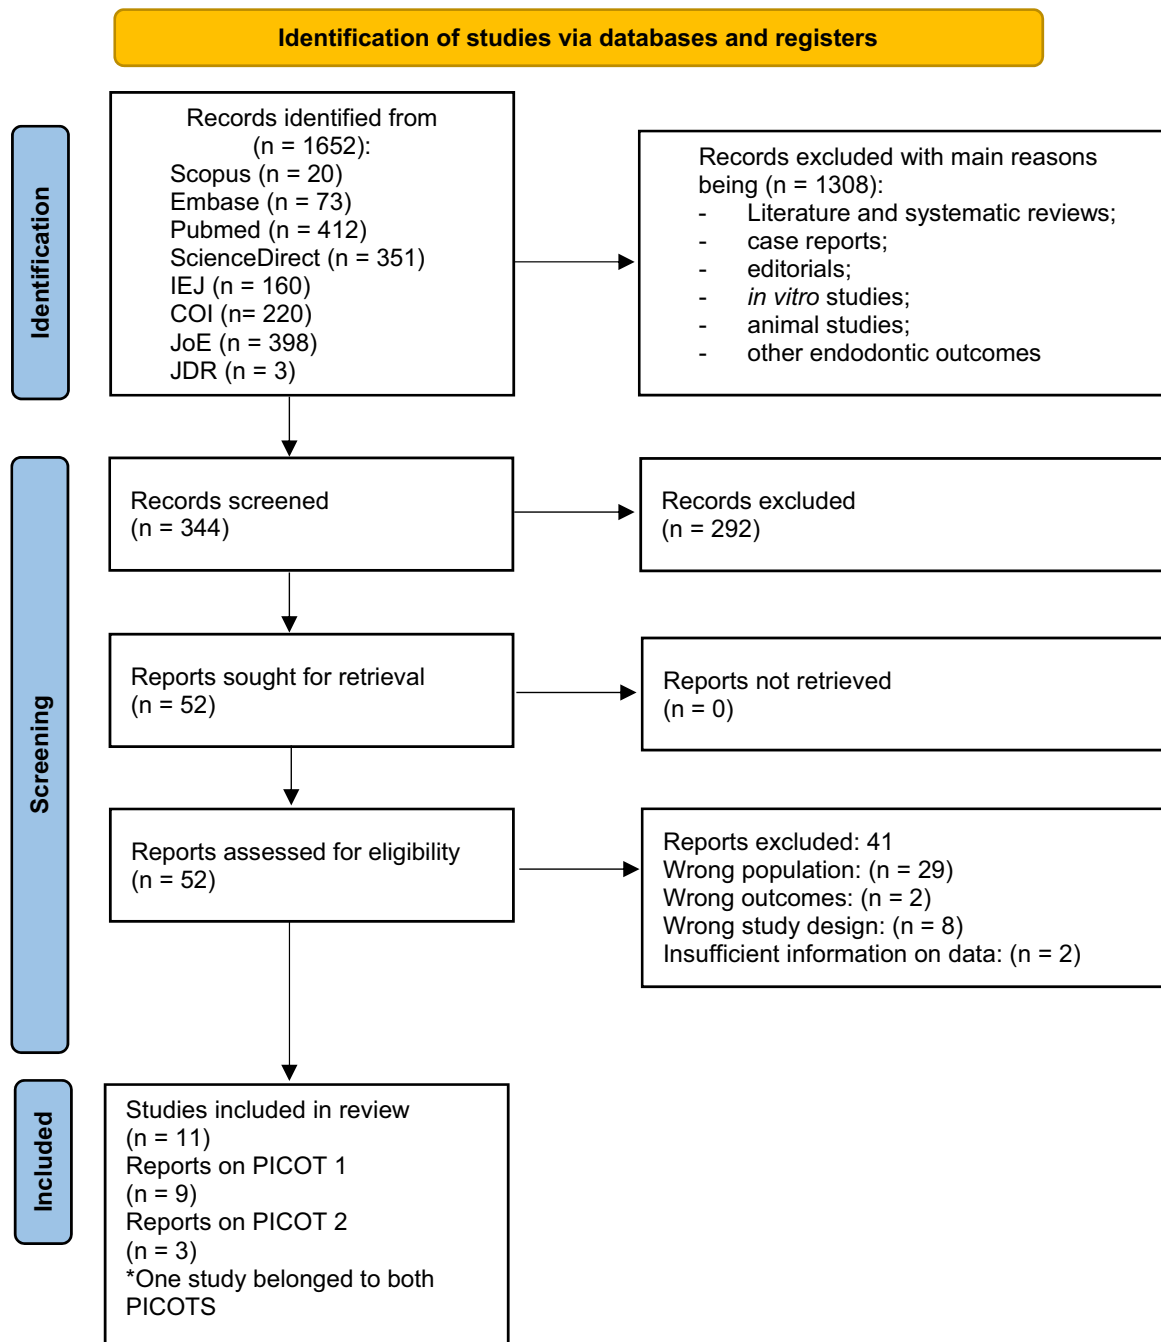 Identification of studies via databases and registers
Identification
Records identified from
(n = 1652):
Scopus (n = 20)
Embase (n = 73)
Pubmed (n = 412)
ScienceDirect (n = 351)
IEJ (n = 160)
COI (n= 220)
JoE (n = 398)
JDR (n = 3)
Records excluded with main reasons
being (n = 1308):
- Literature and systematic reviews;
- case reports;
- editorials;
- in vitro studies;
- animal studies;
- other endodontic outcomes
Screening
Records screened
(n = 344)
Records excluded
(n = 292)
Reports sought for retrieval
(n = 52)
Reports not retrieved
(n = 0)
Reports assessed for eligibility
(n = 52)
Reports excluded: 41
Wrong population: (n = 29)
Wrong outcomes: (n = 2)
Wrong study design: (n = 8)
Insufficient information on data: (n = 2)
Included
Studies included in review
(n = 11)
Reports on PICOT 1
(n = 9)
Reports on PICOT 2
(n = 3)
*One study belonged to both
PICOTS